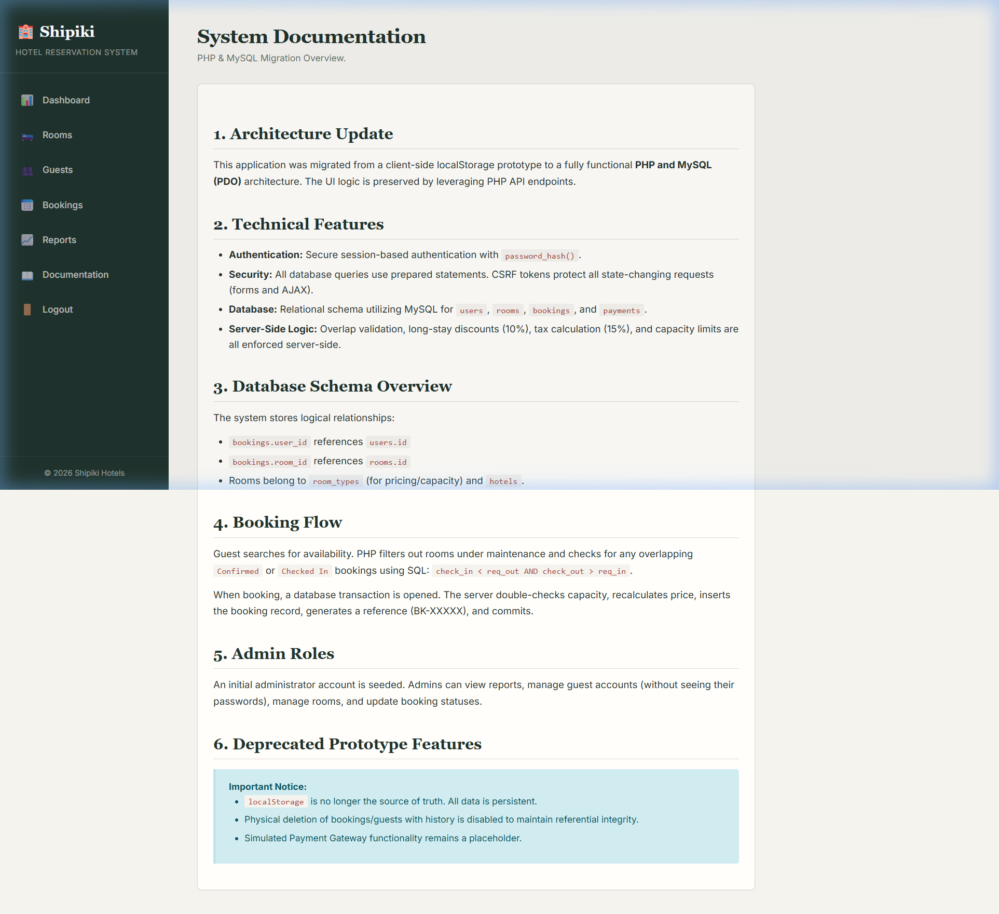 Shipiki
HOTEL RESERVATION SYSTEM
Dashboard
Rooms
Guests
Bookings
Reports
Documentation
Logout
© 2026 Shipiki Hotels
System Documentation
PHP & MySQL Migration Overview.
1. Architecture Update
This application was migrated from a client-side localStorage prototype to a fully functional PHP and MySQL
(PDO) architecture. The UI logic is preserved by leveraging PHP API endpoints.
2. Technical Features
• Authentication: Secure session-based authentication with password_hash() .
• Security: All database queries use prepared statements. CSRF tokens protect all state-changing requests
(forms and AJAX).
• Database: Relational schema utilizing MySQL for users , rooms , bookings , and payments .
• Server-Side Logic: Overlap validation, long-stay discounts (10%), tax calculation (15%), and capacity limits are
all enforced server-side.
3. Database Schema Overview
The system stores logical relationships:
• bookings.user_id references users.id
• bookings.room_id references rooms.id
• Rooms belong to room_types (for pricing/capacity) and hotels .
4. Booking Flow
Guest searches for availability. PHP filters out rooms under maintenance and checks for any overlapping
Confirmed or Checked In bookings using SQL: check_in < req_out AND check_out > req_in .
When booking, a database transaction is opened. The server double-checks capacity, recalculates price, inserts
the booking record, generates a reference (BK-XXXXX), and commits.
5. Admin Roles
An initial administrator account is seeded. Admins can view reports, manage guest accounts (without seeing their
passwords), manage rooms, and update booking statuses.
6. Deprecated Prototype Features
Important Notice:
• localStorage is no longer the source of truth. All data is persistent.
• Physical deletion of bookings/guests with history is disabled to maintain referential integrity.
• Simulated Payment Gateway functionality remains a placeholder.